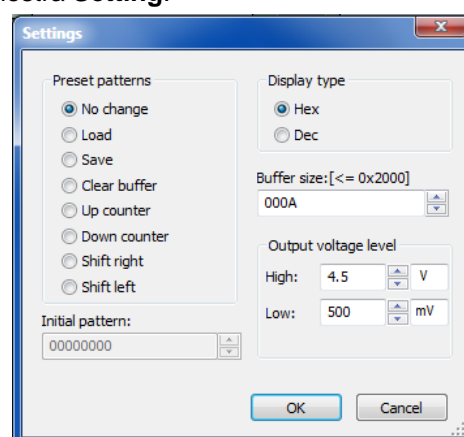 Setting.
Settings
Preset patterns
No change
Load
Save
Clear buffer
Up counter
Down counter
Shift right
Shift left
Initial pattern:
00000000
Display type
Hex
Dec
Buffer size:[<= 0x2000]
000A
Output voltage level
High: 4.5 V
Low: 500 mV
OK Cancel